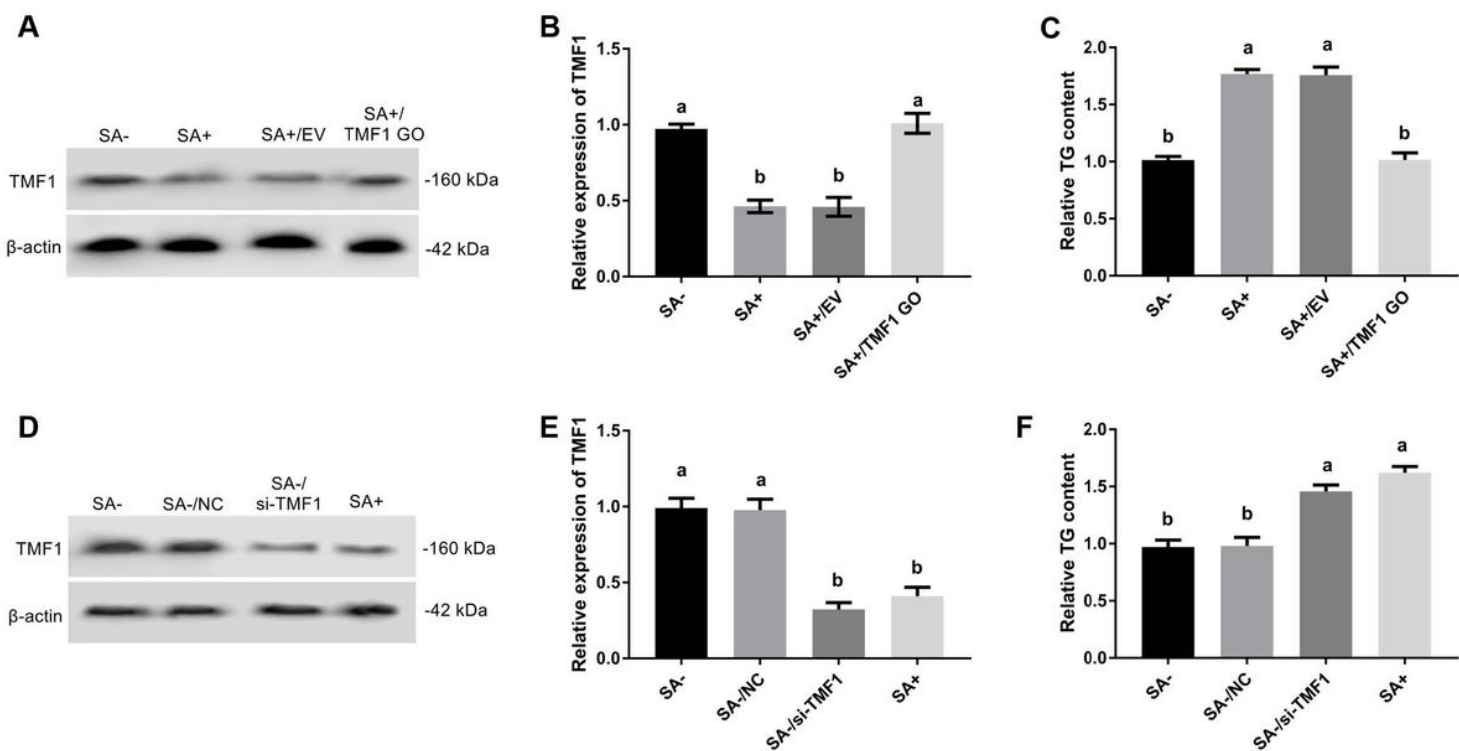 A
SA-
SA+
SA+/EV
SA+/
TMF1 GO
TMF1
-160 kDa
β-actin
-42 kDa
B
Relative expression of TMF1
1.5
1.0
0.5
0.0
a
b
b
a
SA-
SA+
SA+/EV
SA+/TMF1 GO
C
Relative TG content
2.0
1.5
1.0
0.5
0.0
b
a
a
b
SA-
SA+
SA+/EV
SA+/TMF1 GO
D
SA-
SA-/NC
SA-/
si-TMF1
SA+
TMF1
-160 kDa
β-actin
-42 kDa
E
Relative expression of TMF1
1.5
1.0
0.5
0.0
a
a
b
b
SA-
SA-/NC
SA-/si-TMF1
SA+
F
Relative TG content
2.0
1.5
1.0
0.5
0.0
b
b
a
a
SA-
SA-/NC
SA-/si-TMF1
SA+